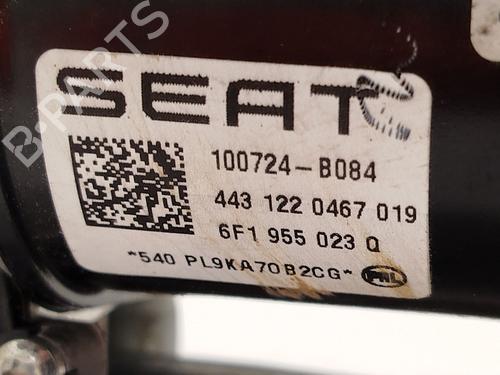 B-PARTS
SEAT
100724-B084
443 122 0467 019
6F1 955 023 Q
*540 PL9KA70B2CG*